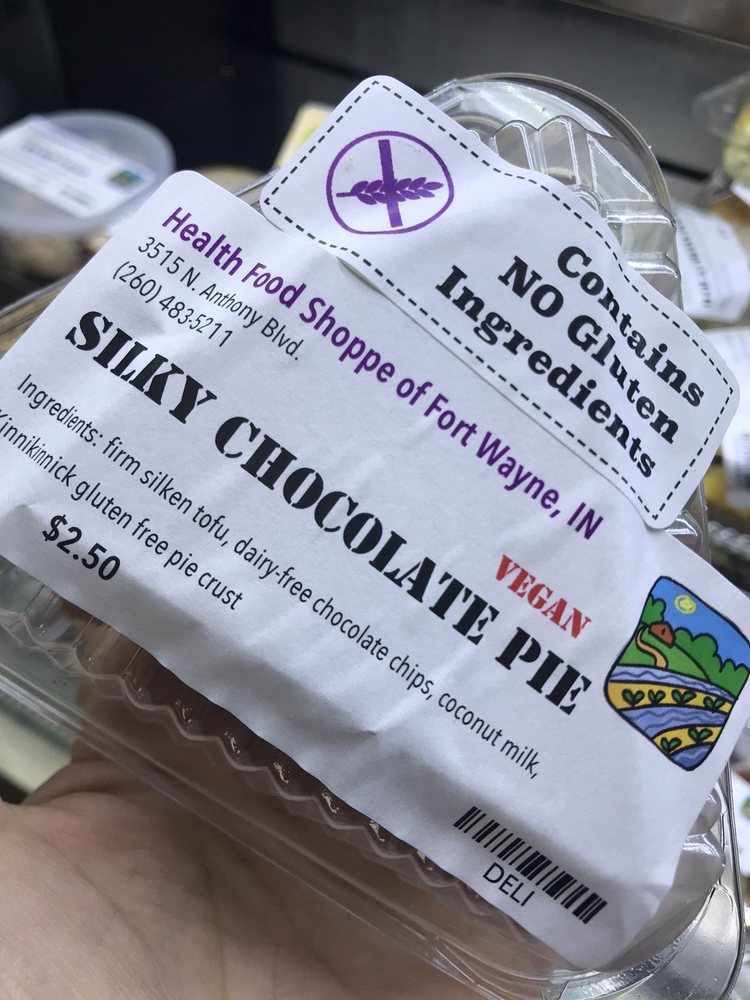 Contains
NO Gluten
Ingredients
Health Food Shoppe of Fort Wayne, IN
3515 N. Anthony Blvd.
(260) 483-5211
VEGAN
SILKY CHOCOLATE PIE
Ingredients: firm silken tofu, dairy-free chocolate chips, coconut milk,
Kinnikinnick gluten free pie crust
$2.50
DELI